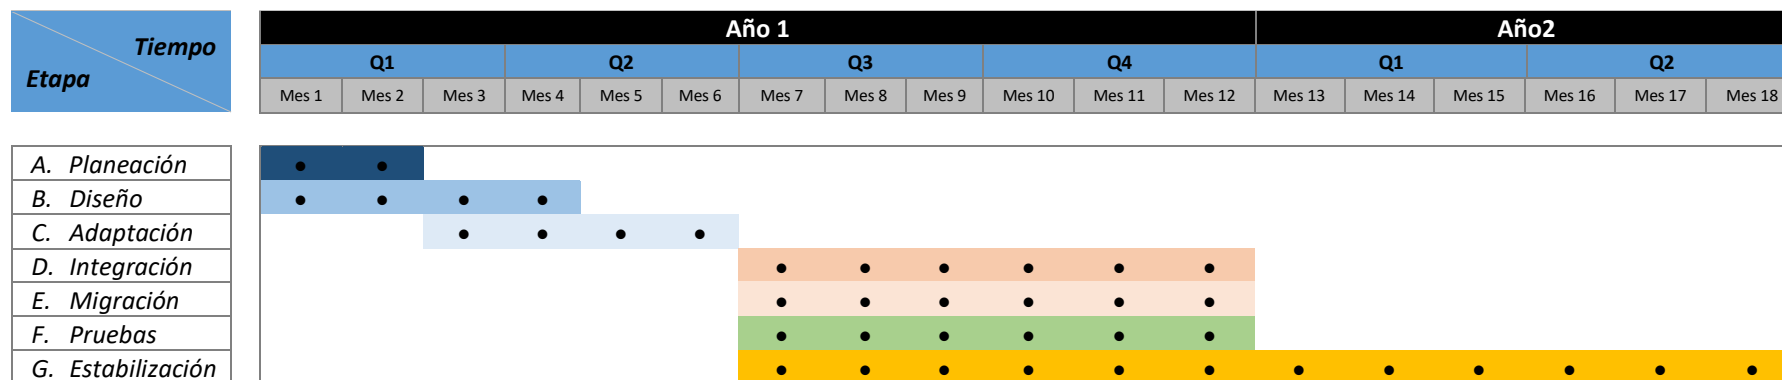 Tiempo
Etapa
Año 1 Año2
Q1 Q2 Q3 Q4 Q1 Q2
Mes 1 Mes 2 Mes 3 Mes 4 Mes 5 Mes 6 Mes 7 Mes 8 Mes 9 Mes 10 Mes 11 Mes 12 Mes 13 Mes 14 Mes 15 Mes 16 Mes 17 Mes 18
A. Planeación ● ●
B. Diseño ● ● ● ●
C. Adaptación ● ● ● ●
D. Integración ● ● ● ● ● ●
E. Migración ● ● ● ● ● ●
F. Pruebas ● ● ● ● ● ●
G. Estabilización ● ● ● ● ● ● ● ● ● ● ● ●